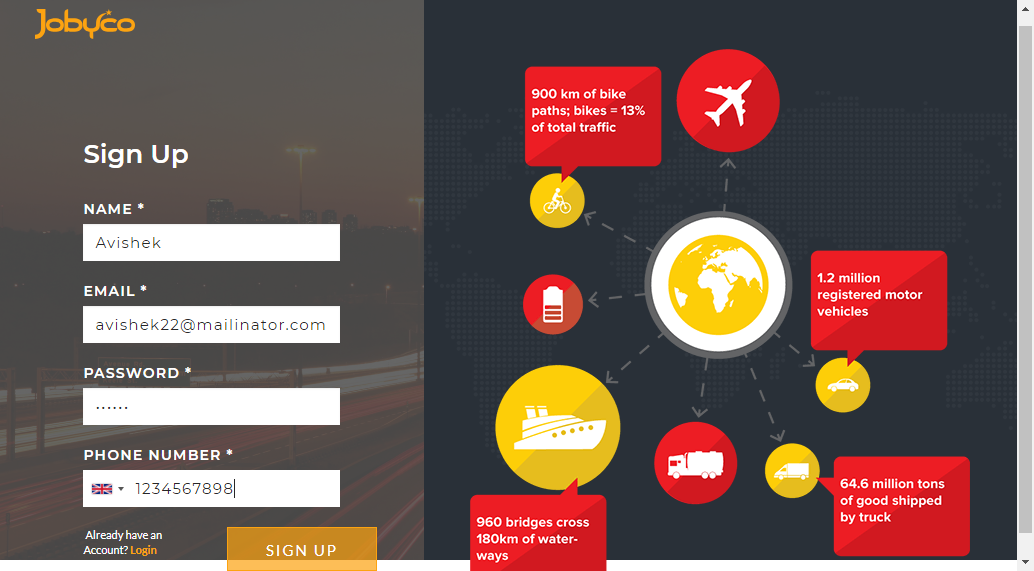 Jobyco
Sign Up
NAME *
Avishek
EMAIL *
avishek22@mailinator.com
PASSWORD *
······
PHONE NUMBER *
1234567898
Already have an
Account? Login
SIGN UP
900 km of bike
paths; bikes = 13%
of total traffic
1.2 million
registered motor
vehicles
64.6 million tons
of good shipped
by truck
960 bridges cross
180km of water-
ways